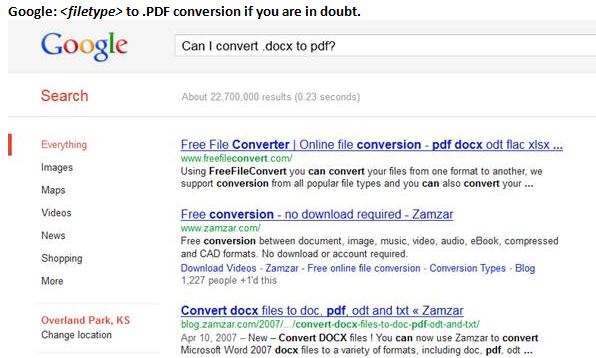 Google: <filetype> to .PDF conversion if you are in doubt.
Google
Can I convert .docx to pdf?
Search
About 22,700,000 results (0.23 seconds)
Everything
Images
Maps
Videos
News
Shopping
More
Overland Park, KS
Change location
Free File Converter | Online file conversion - pdf docx odt flac xlsx ...
www.freefileconvert.com/
Using FreeFileConvert you can convert your files from one format to another, we
support conversion from all popular file types and you can also convert your ...
Free conversion - no download required - Zamzar
www.zamzar.com/
Free conversion between document, image, music, video, audio, eBook, compressed
and CAD formats. No download or account required.
Download Videos - Zamzar - Free online file conversion - Conversion Types - Blog
1,227 people +1'd this
Convert docx files to doc, pdf, odt and txt « Zamzar
blog.zamzar.com/2007/.../convert-docx-files-to-doc-pdf-odt-and-txt/
Apr 10, 2007 – New – Convert DOCX files ! You can now use Zamzar to convert
Microsoft Word 2007 docx files to a variety of formats, including doc, pdf, odt ...